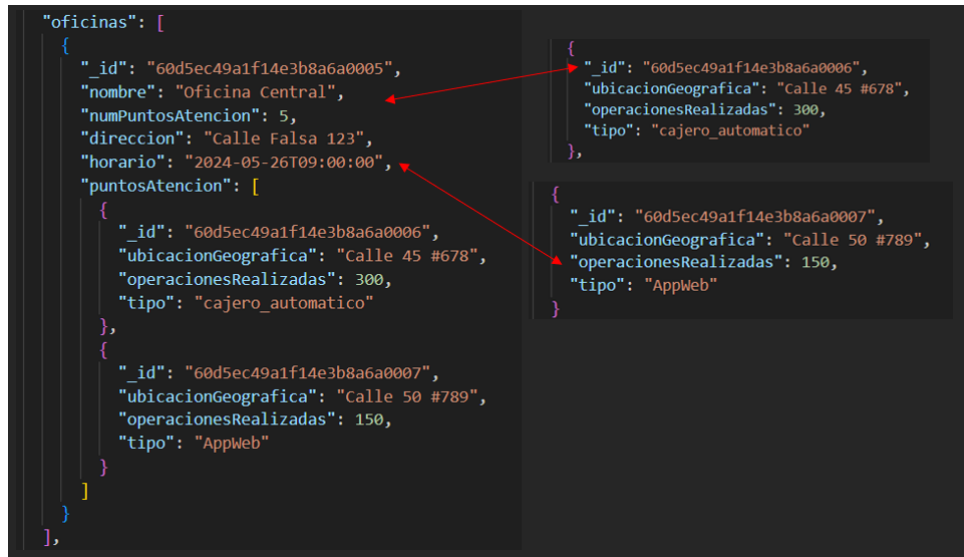 "oficinas": [
{
"_id": "60d5ec49a1f14e3b8a6a0005",
"nombre": "Oficina Central",
"numPuntosAtencion": 5,
"direccion": "Calle Falsa 123",
"horario": "2024-05-26T09:00:00",
"puntosAtencion": [
{
"_id": "60d5ec49a1f14e3b8a6a0006",
"ubicacionGeografica": "Calle 45 #678",
"operacionesRealizadas": 300,
"tipo": "cajero_automatico"
},
{
"_id": "60d5ec49a1f14e3b8a6a0007",
"ubicacionGeografica": "Calle 50 #789",
"operacionesRealizadas": 150,
"tipo": "AppWeb"
}
]
}
],
{
"_id": "60d5ec49a1f14e3b8a6a0006",
"ubicacionGeografica": "Calle 45 #678",
"operacionesRealizadas": 300,
"tipo": "cajero_automatico"
},
{
"_id": "60d5ec49a1f14e3b8a6a0007",
"ubicacionGeografica": "Calle 50 #789",
"operacionesRealizadas": 150,
"tipo": "AppWeb"
}